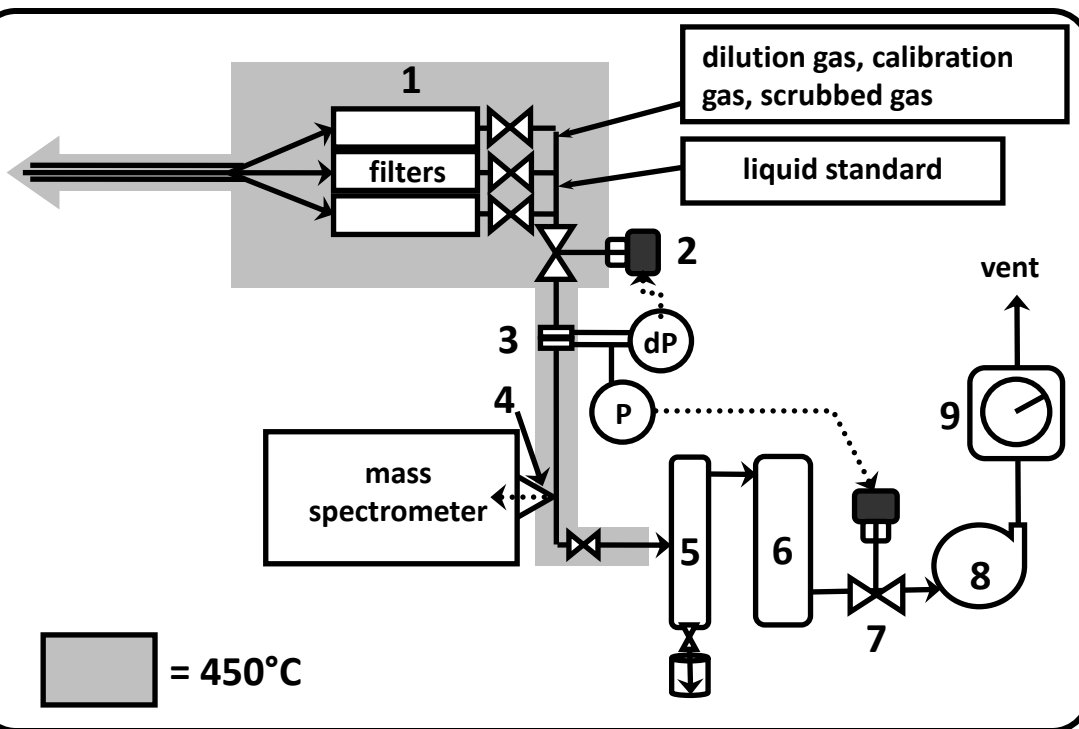 1
dilution gas, calibration
gas, scrubbed gas
filters
liquid standard
2
vent
3
dP
4
P
9
mass
spectrometer
5
6
8
7
= 450°C